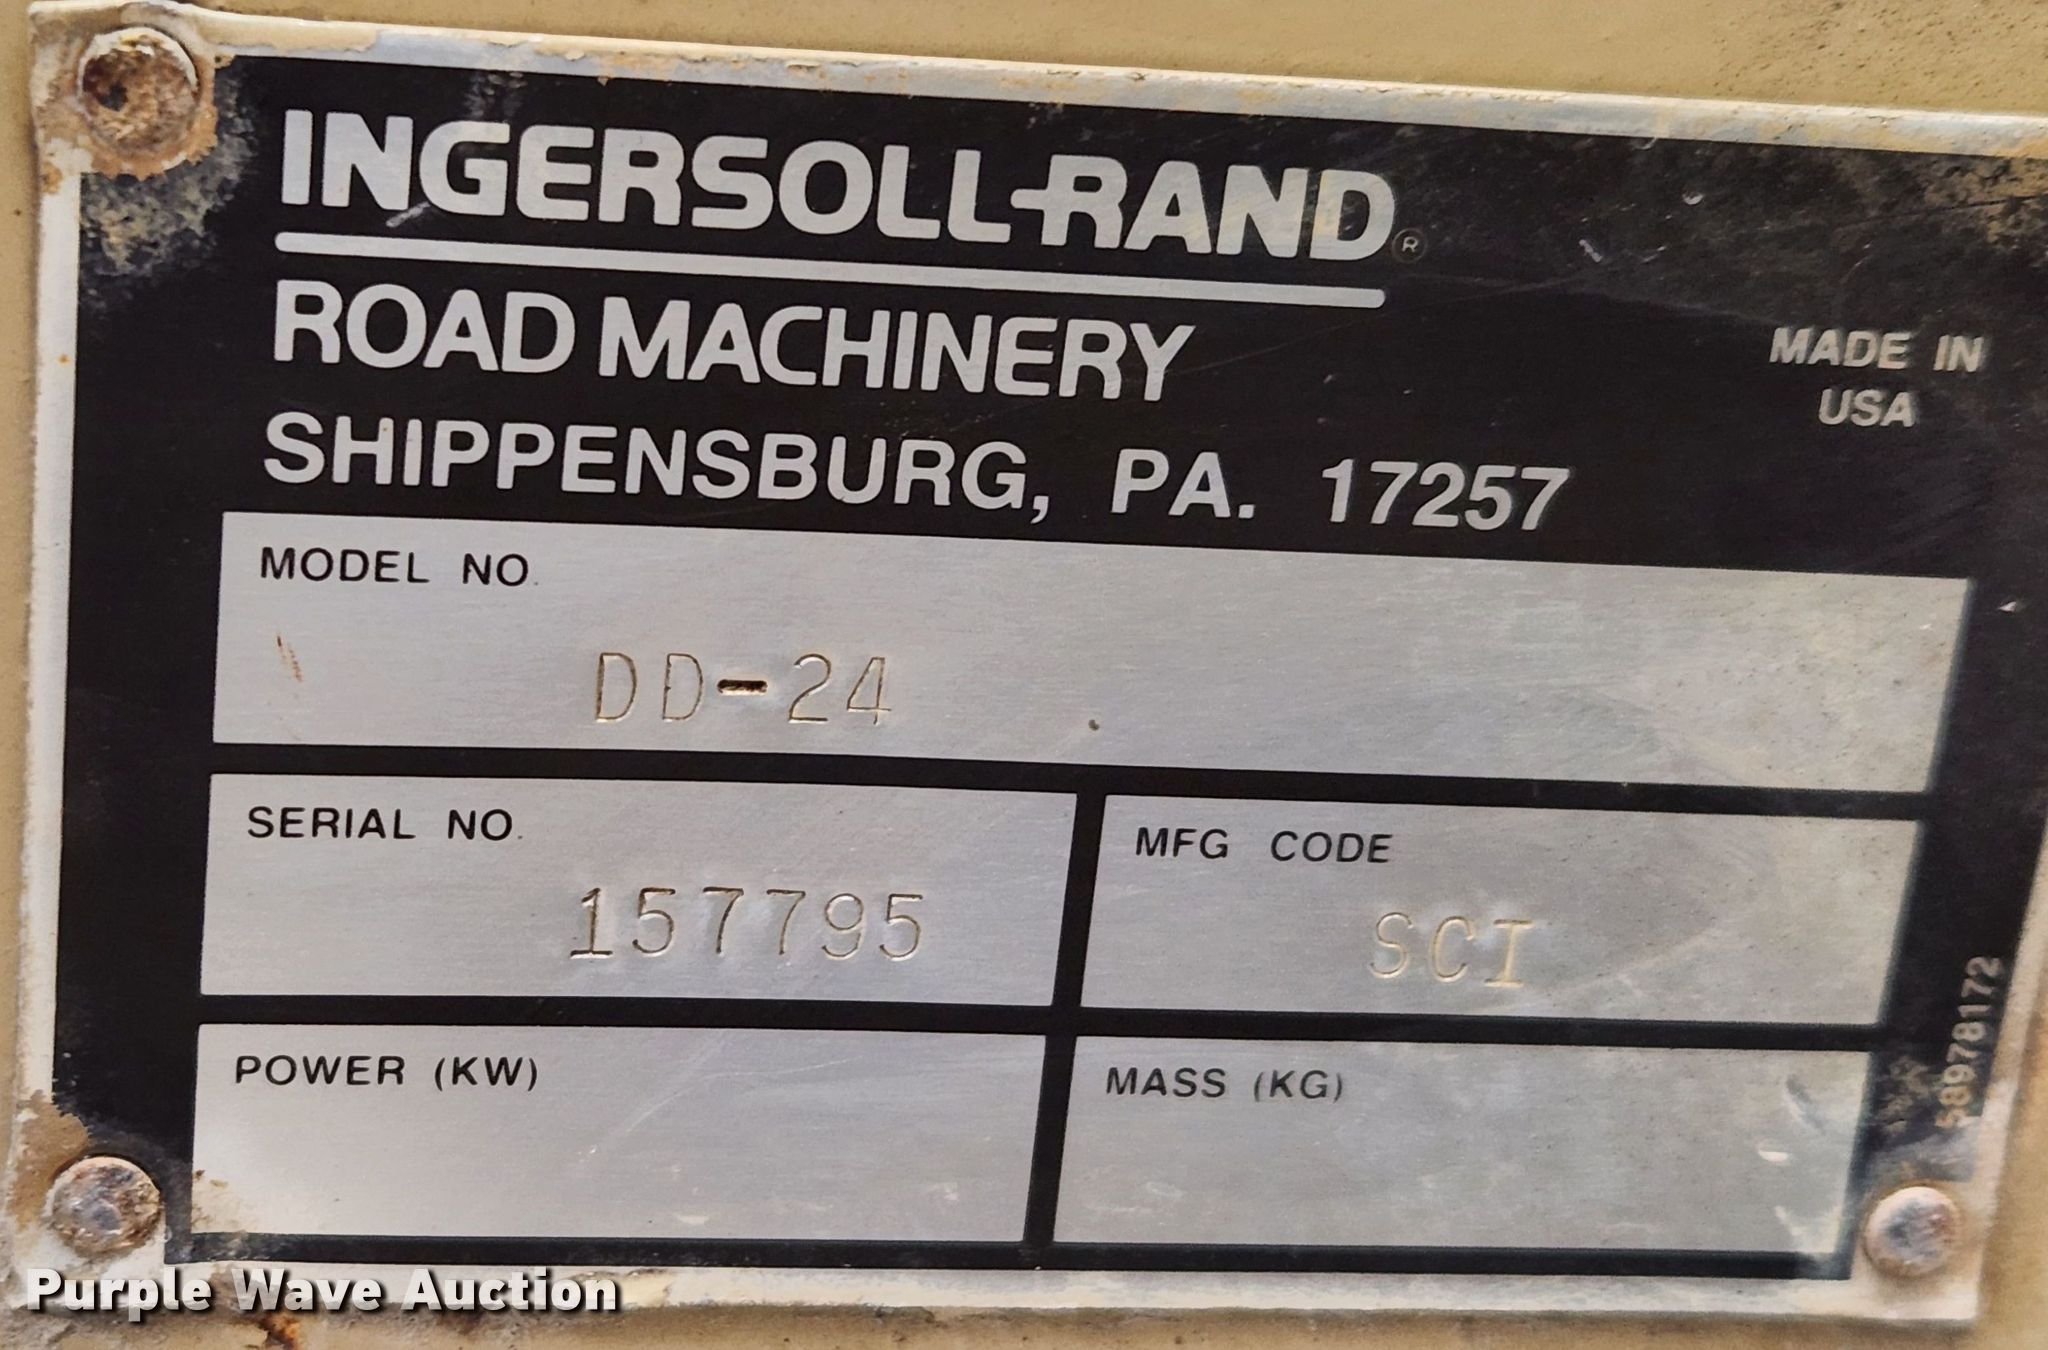 INGERSOLL-RAND®
ROAD MACHINERY
SHIPPENSBURG, PA. 17257
MADE IN
USA
MODEL NO.
DD-24
SERIAL NO.
157795
MFG CODE
SCI
POWER (KW)
MASS (KG)
58978172
Purple Wave Auction